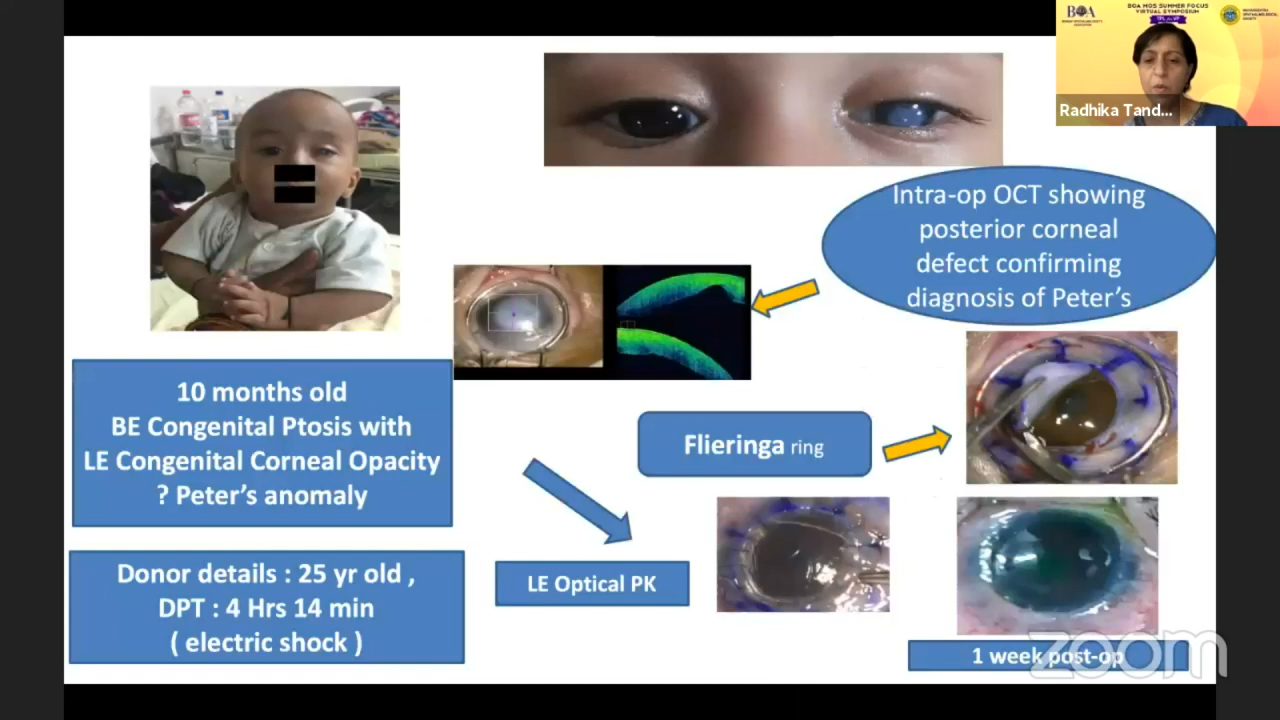 BOA MOS SUMMER FOCUS
VIRTUAL SYMPOSIUM
BOA
Radhika Tand...
Intra-op OCT showing
posterior corneal
defect confirming
diagnosis of Peter's
10 months old
BE Congenital Ptosis with
LE Congenital Corneal Opacity
? Peter's anomaly
Flieringa ring
Donor details : 25 yr old ,
DPT : 4 Hrs 14 min
( electric shock )
LE Optical PK
1 week post-op
zoom